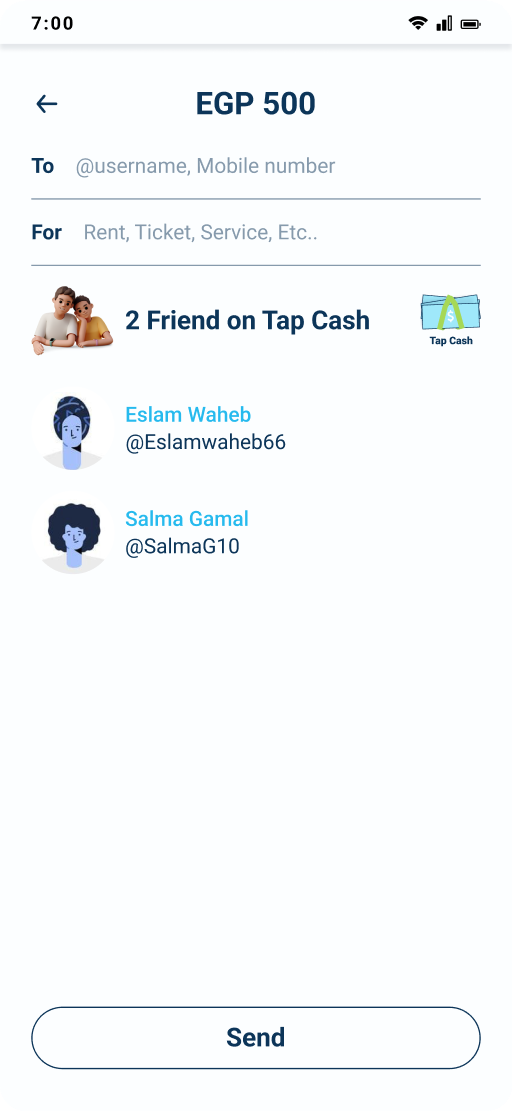 7:00
EGP 500
To @username, Mobile number
For Rent, Ticket, Service, Etc..
2 Friend on Tap Cash
$
Tap Cash
Eslam Waheb
@Eslamwaheb66
Salma Gamal
@SalmaG10
Send